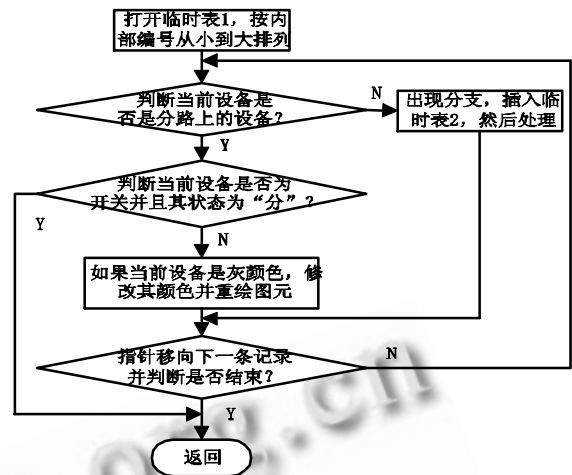 打开临时表1，按内
部编号从小到大排列
判断当前设备是
否是分路上的设备？
N
出现分支，插入临
时表2，然后处理
Y
判断当前设备是否为
开关并且其状态为“分”？
Y
N
如果当前设备是灰颜色，修
改其颜色并重绘图元
指针移向下一条记录
并判断是否结束？
N
Y
返回
org.cn